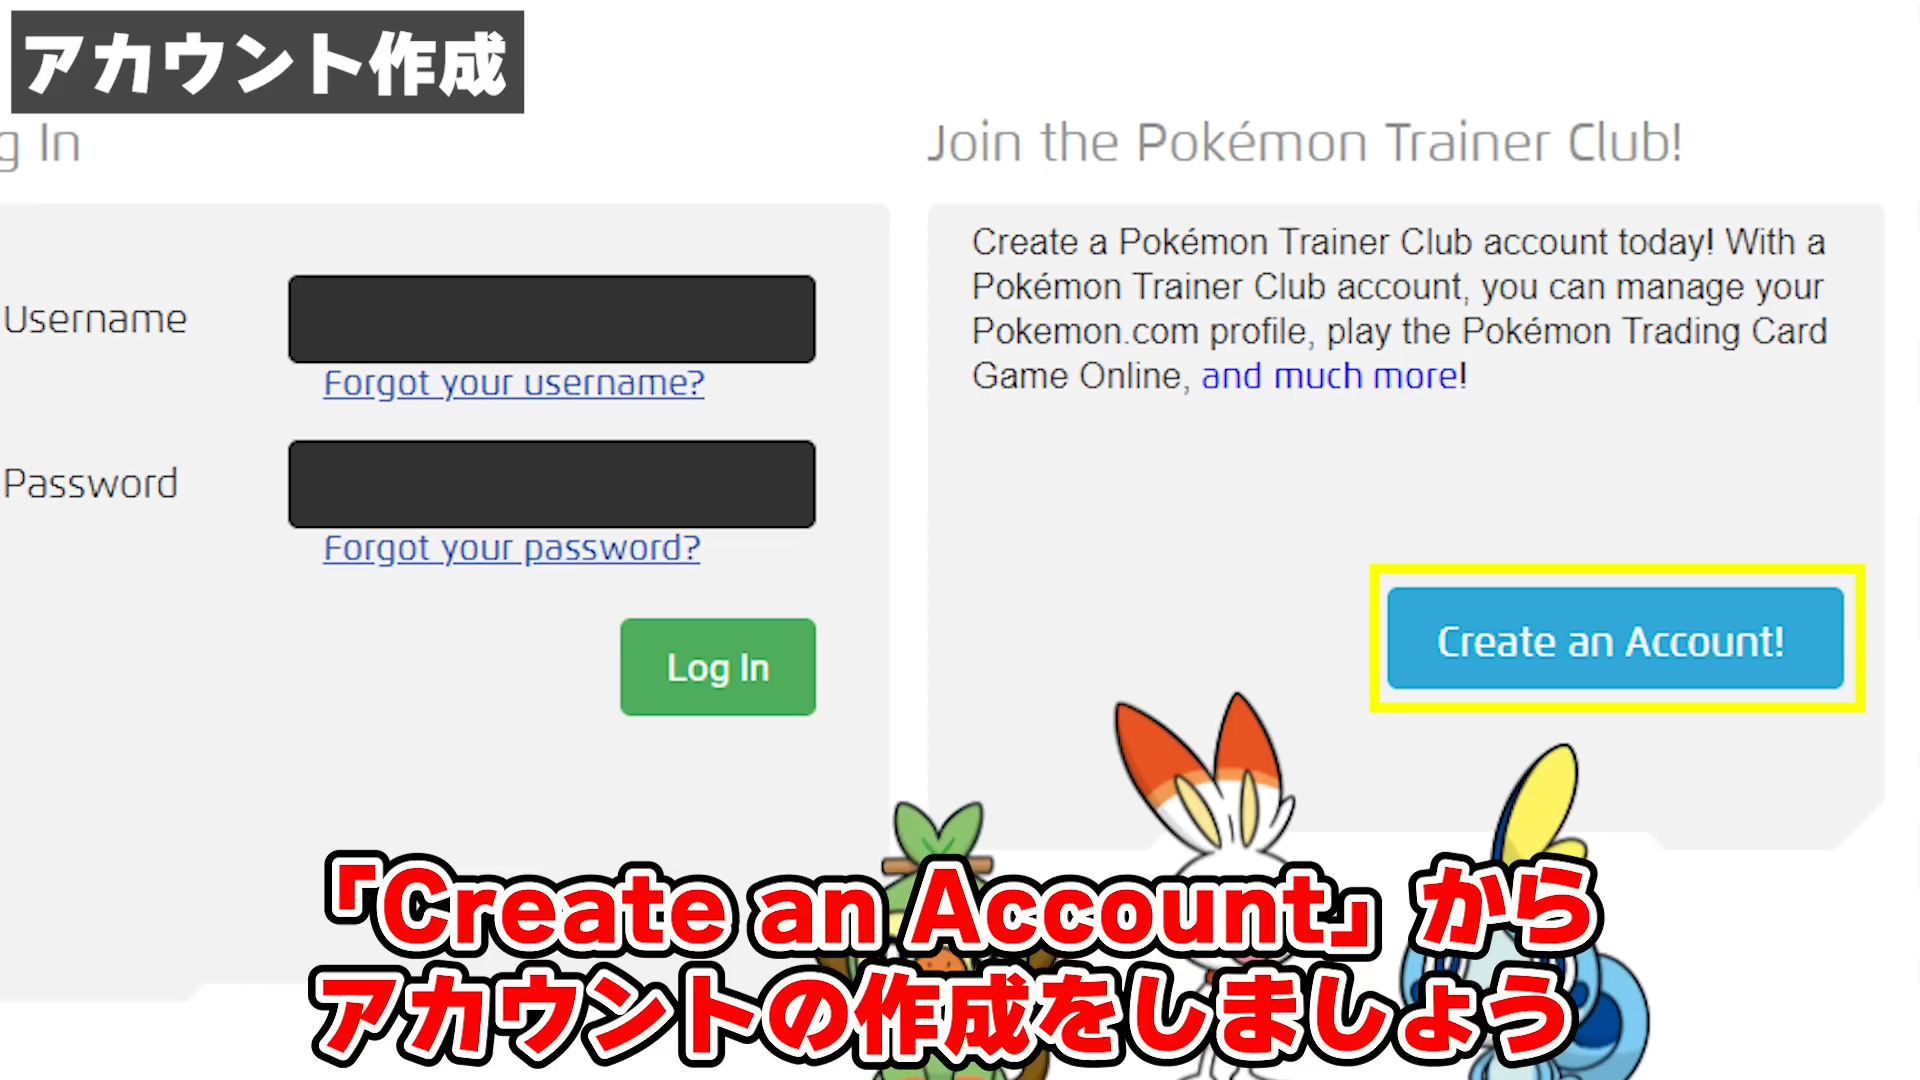 アカウント作成
g In
Join the Pokémon Trainer Club!
Username
Forgot your username?
Password
Forgot your password?
Log In
Create a Pokémon Trainer Club account today! With a
Pokémon Trainer Club account, you can manage your
Pokemon.com profile, play the Pokémon Trading Card
Game Online, and much more!
Create an Account!
「Create an Account」から
アカウントの作成をしましょう